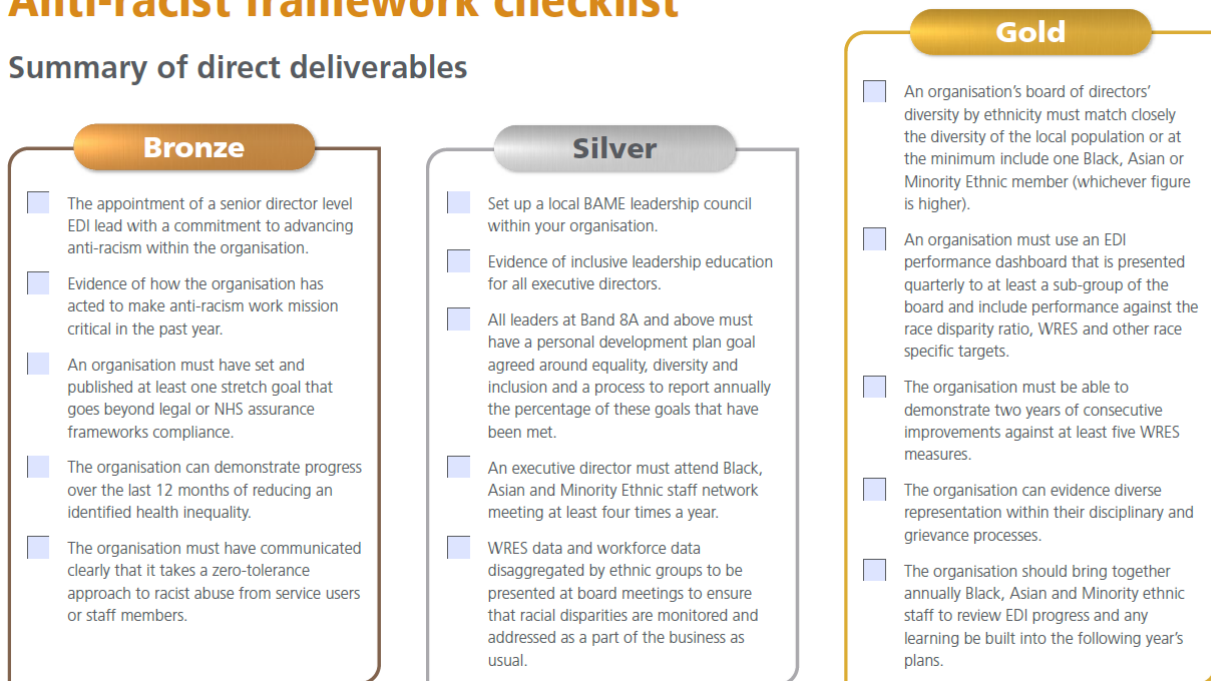 Anti-racist framework checklist
Summary of direct deliverables
Bronze
The appointment of a senior director level
EDI lead with a commitment to advancing
anti-racism within the organisation.
Evidence of how the organisation has
acted to make anti-racism work mission
critical in the past year.
An organisation must have set and
published at least one stretch goal that
goes beyond legal or NHS assurance
frameworks compliance.
The organisation can demonstrate progress
over the last 12 months of reducing an
identified health inequality.
The organisation must have communicated
clearly that it takes a zero-tolerance
approach to racist abuse from service users
or staff members.
Silver
Set up a local BAME leadership council
within your organisation.
Evidence of inclusive leadership education
for all executive directors.
All leaders at Band 8A and above must
have a personal development plan goal
agreed around equality, diversity and
inclusion and a process to report annually
the percentage of these goals that have
been met.
An executive director must attend Black,
Asian and Minority Ethnic staff network
meeting at least four times a year.
WRES data and workforce data
disaggregated by ethnic groups to be
presented at board meetings to ensure
that racial disparities are monitored and
addressed as a part of the business as
usual.
Gold
An organisation’s board of directors’
diversity by ethnicity must match closely
the diversity of the local population or at
the minimum include one Black, Asian or
Minority Ethnic member (whichever figure
is higher).
An organisation must use an EDI
performance dashboard that is presented
quarterly to at least a sub-group of the
board and include performance against the
race disparity ratio, WRES and other race
specific targets.
The organisation must be able to
demonstrate two years of consecutive
improvements against at least five WRES
measures.
The organisation can evidence diverse
representation within their disciplinary and
grievance processes.
The organisation should bring together
annually Black, Asian and Minority ethnic
staff to review EDI progress and any
learning be built into the following year’s
plans.